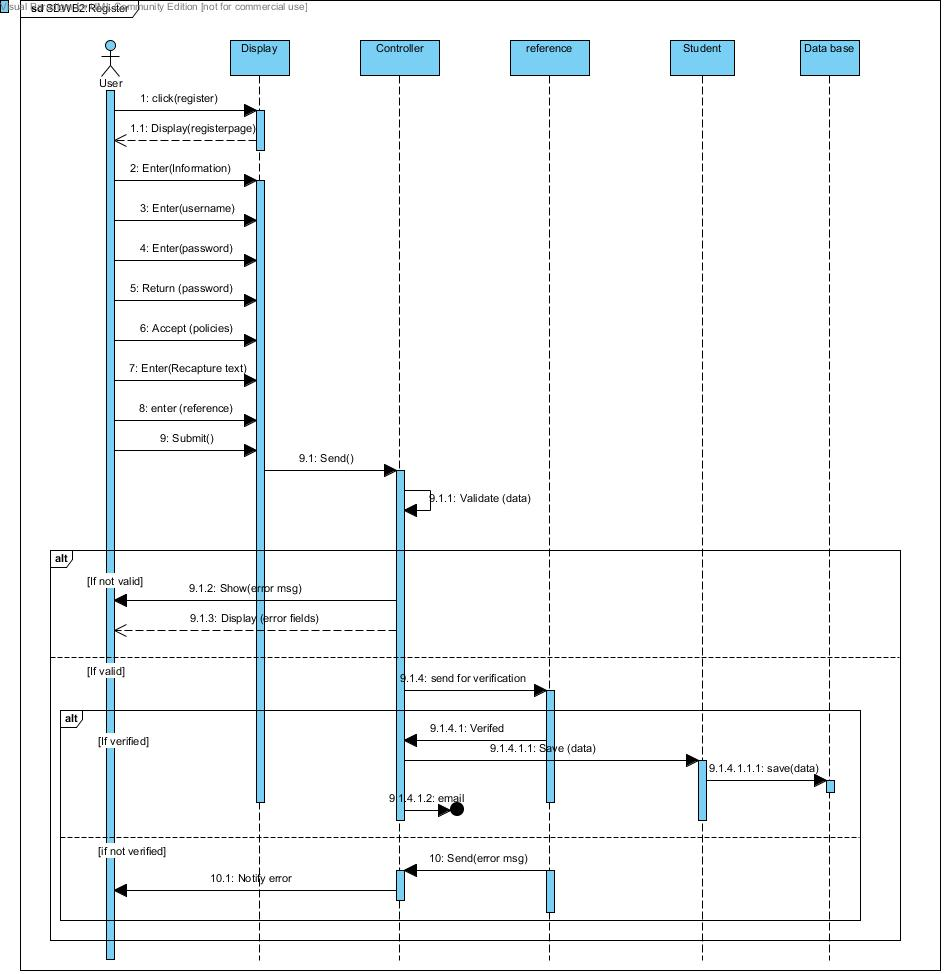 Visual Paradigm for UML Community Edition [not for commercial use]
sd SDWB2:Register
Display
Controller
reference
Student
Data base
User
1: click(register)
1.1: Display(registerpage)
2: Enter(Information)
3: Enter(username)
4: Enter(password)
5: Return (password)
6: Accept (policies)
7: Enter(Recapture text)
8: enter (reference)
9: Submit()
9.1: Send()
9.1.1: Validate (data)
alt
[If not valid]
9.1.2: Show(error msg)
9.1.3: Display (error fields)
[If valid]
9.1.4: send for verification
alt
[If verified]
9.1.4.1: Verifed
9.1.4.1.1: Save (data)
9.1.4.1.1.1: save(data)
9.1.4.1.2: email
[if not verified]
10: Send(error msg)
10.1: Notify error